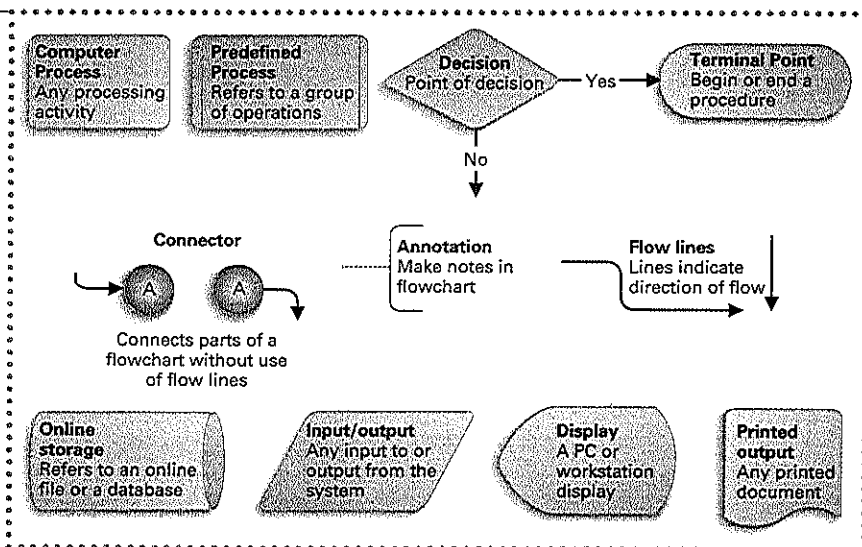 Computer
Process
Any processing
activity
Predefined
Process
Refers to a group
of operations
Decision
Point of decision
Yes
No
Terminal Point
Begin or end a
procedure
Connector
A
A
Connects parts of a
flowchart without use
of flow lines
Annotation
Make notes in
flowchart
Flow lines
Lines indicate
direction of flow
Online
storage
Refers to an online
file or a database
Input/output
Any input to or
output from the
system
Display
A PC or
workstation
display
Printed
output
Any printed
document